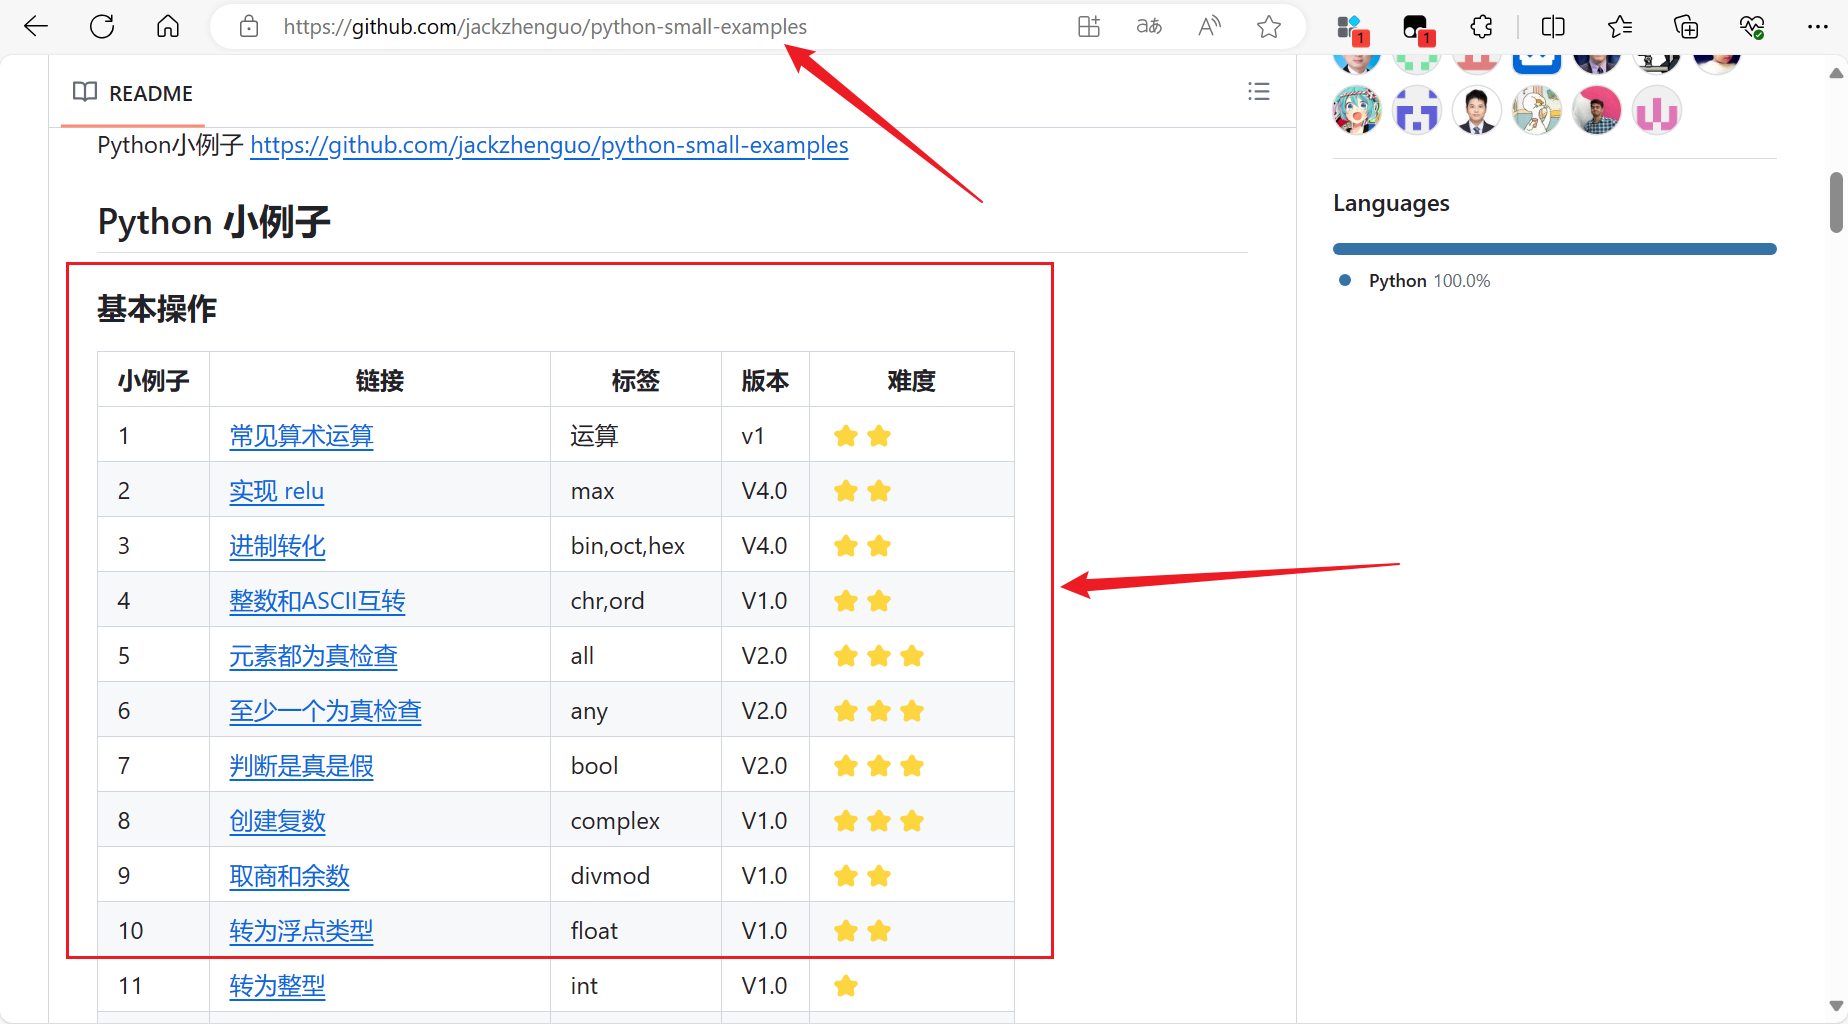 https://github.com/jackzhenguo/python-small-examples
README
Python小例子 https://github.com/jackzhenguo/python-small-examples
Python 小例子
基本操作
小例子 链接 标签 版本 难度
1 常见算术运算 运算 v1
2 实现 relu max V4.0
3 进制转化 bin,oct,hex V4.0
4 整数和ASCII互转 chr,ord V1.0
5 元素都为真检查 all V2.0
6 至少一个为真检查 any V2.0
7 判断是真是假 bool V2.0
8 创建复数 complex V1.0
9 取商和余数 divmod V1.0
10 转为浮点类型 float V1.0
11 转为整型 int V1.0
aあ
A
1
1
Languages
Python 100.0%